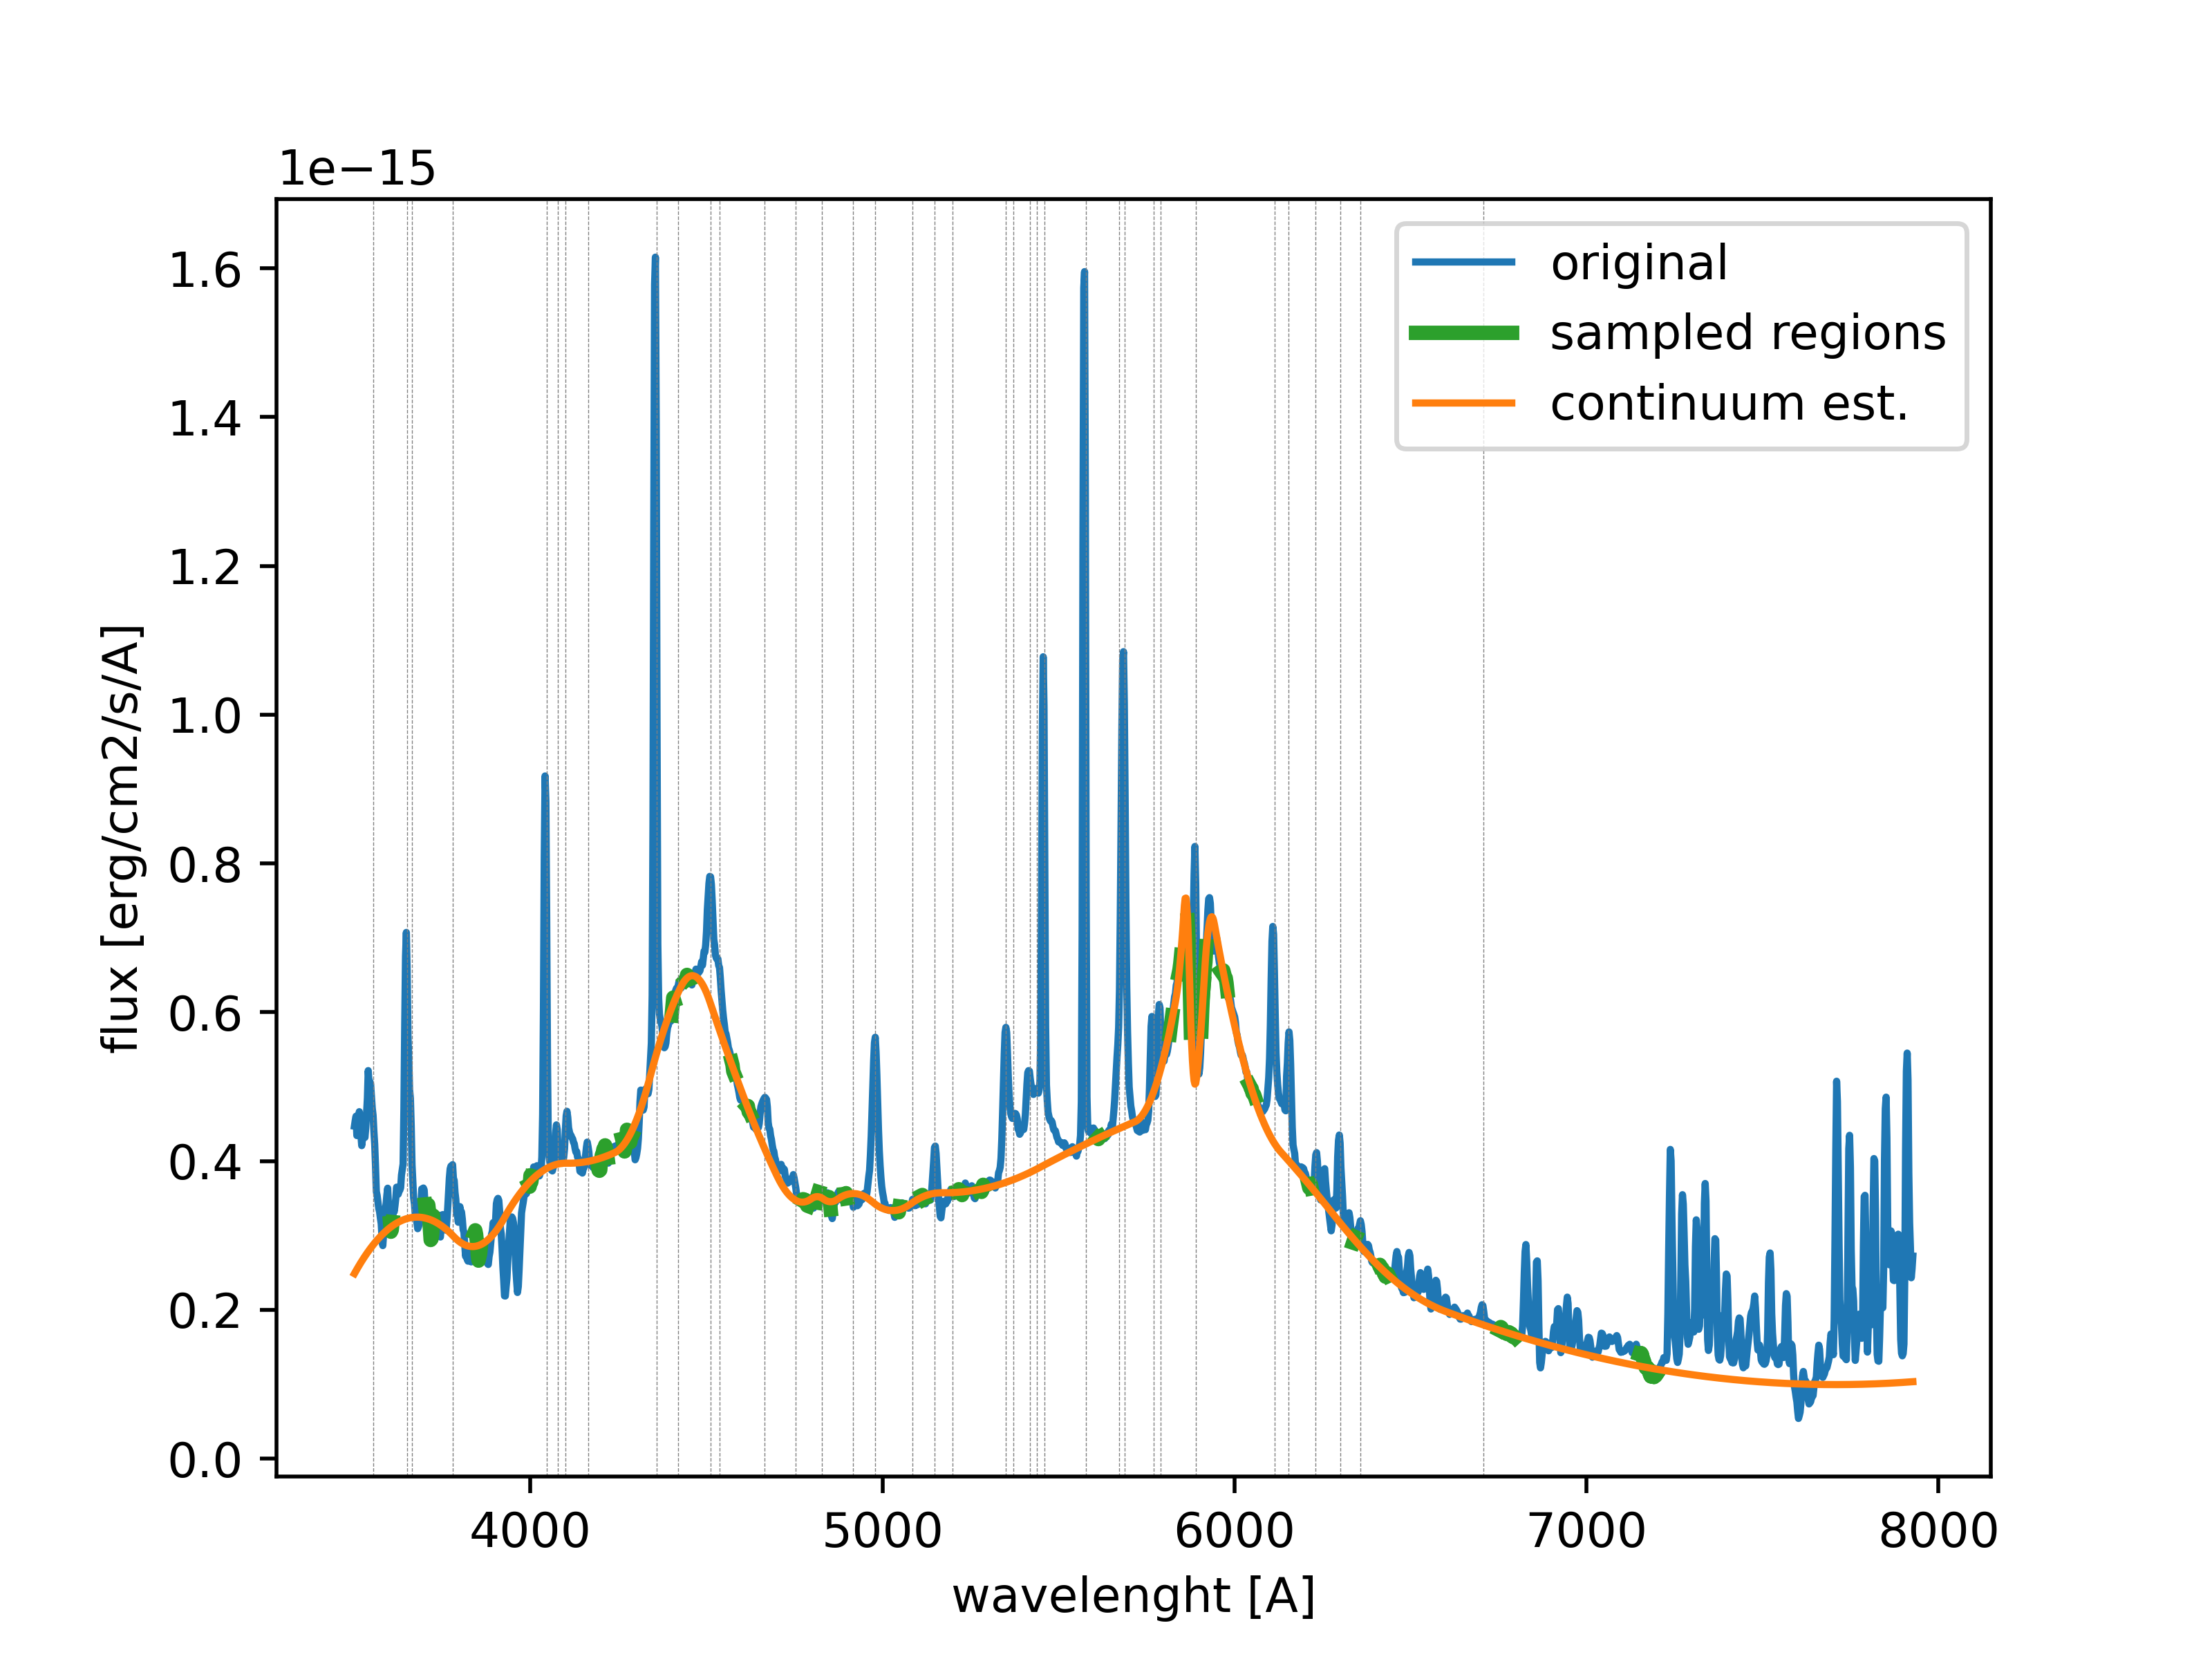 1e−15
1.6
1.4
1.2
1.0
0.8
0.6
0.4
0.2
0.0
flux [erg/cm2/s/A]
original
sampled regions
continuum est.
4000 5000 6000 7000 8000
wavelenght [A]